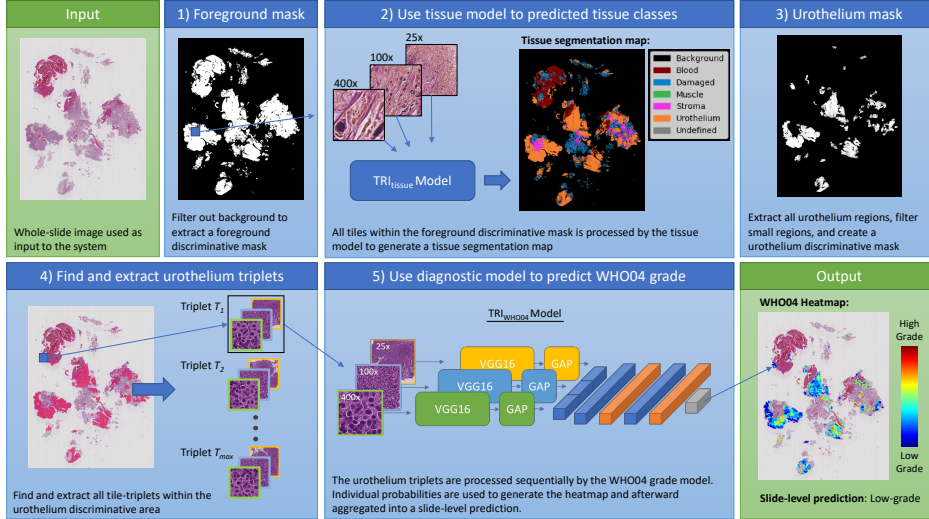 Input
Whole-slide image used as
input to the system
1) Foreground mask
Filter out background to
extract a foreground
discriminative mask
2) Use tissue model to predicted tissue classes
25x
100x
400x
TRI_tissue Model
Tissue segmentation map:
Background
Blood
Damaged
Muscle
Stroma
Urothelium
Undefined
All tiles within the foreground discriminative mask is processed by the tissue
model to generate a tissue segmentation map
3) Urothelium mask
Extract all urothelium regions, filter
small regions, and create a
urothelium discriminative mask
4) Find and extract urothelium triplets
Triplet T1
Triplet T2
Triplet Tmax
Find and extract all tile-triplets within the
urothelium discriminative area
5) Use diagnostic model to predict WHO04 grade
TRI_WHO04 Model
25x
100x
400x
VGG16
GAP
VGG16
GAP
VGG16
GAP
The urothelium triplets are processed sequentially by the WHO04 grade model.
Individual probabilities are used to generate the heatmap and afterward
aggregated into a slide-level prediction.
Output
WHO04 Heatmap:
High
Grade
Low
Grade
Slide-level prediction: Low-grade